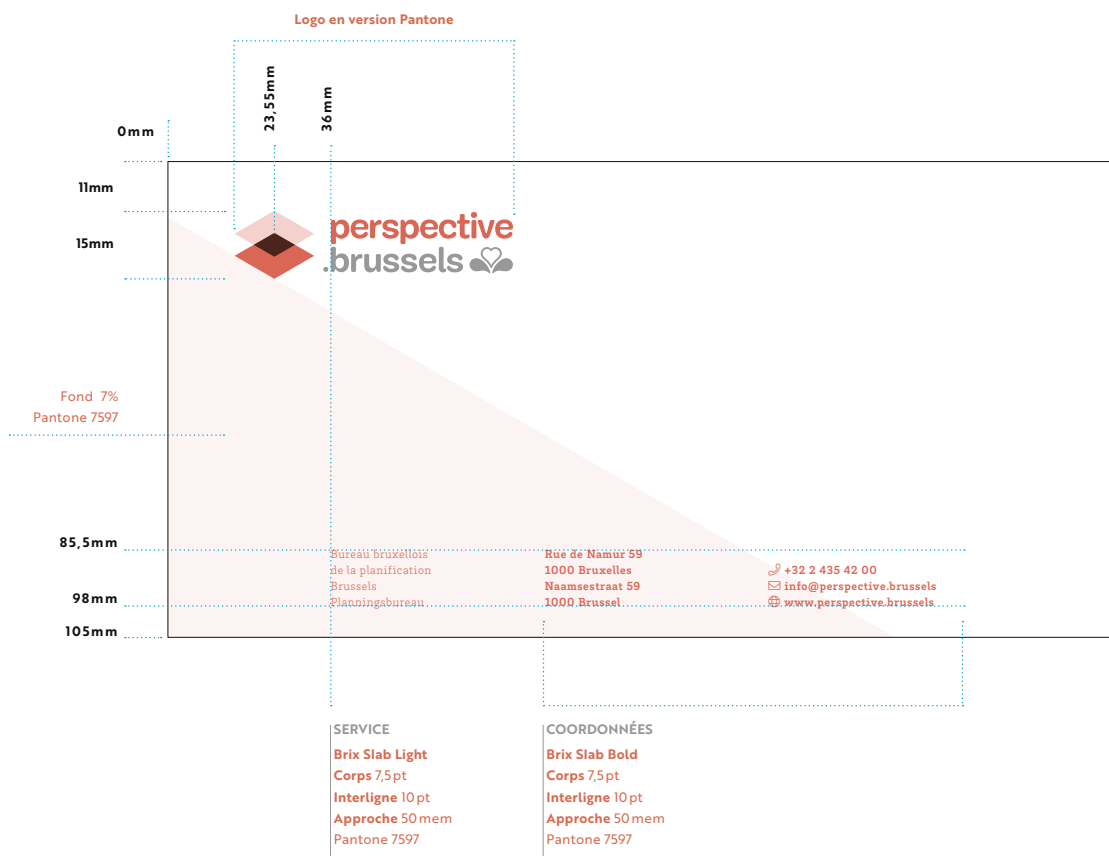 Logo en version Pantone
23,55mm
36mm
0mm
11mm
15mm
perspective
.brussels
Fond 7%
Pantone 7597
85,5mm
98mm
105mm
Bureau bruxellois
de la planification
Brussels
Planningsbureau
Rue de Namur 59
1000 Bruxelles
Naamsestraat 59
1000 Brussel
+32 2 435 42 00
info@perspective.brussels
www.perspective.brussels
SERVICE
Brix Slab Light
Corps 7,5 pt
Interligne 10 pt
Approche 50 mem
Pantone 7597
COORDONNÉES
Brix Slab Bold
Corps 7,5 pt
Interligne 10 pt
Approche 50 mem
Pantone 7597